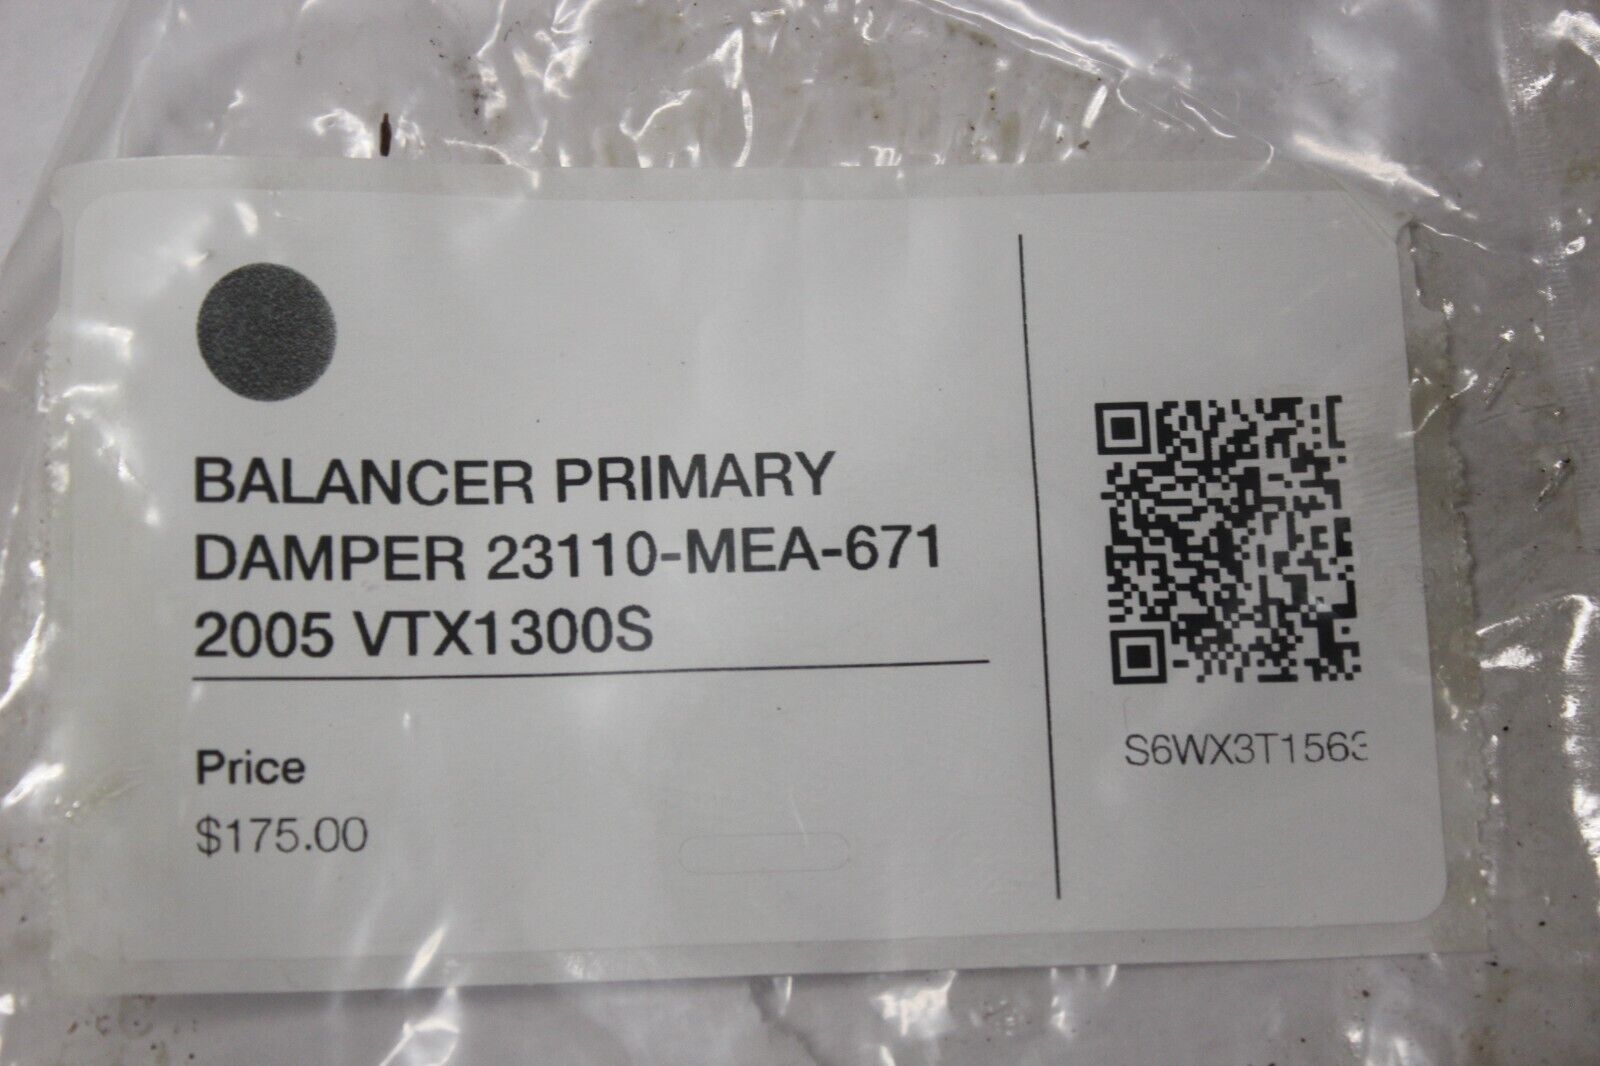 BALANCER PRIMARY
DAMPER 23110-MEA-671
2005 VTX1300S
Price
$175.00
S6WX3T1563